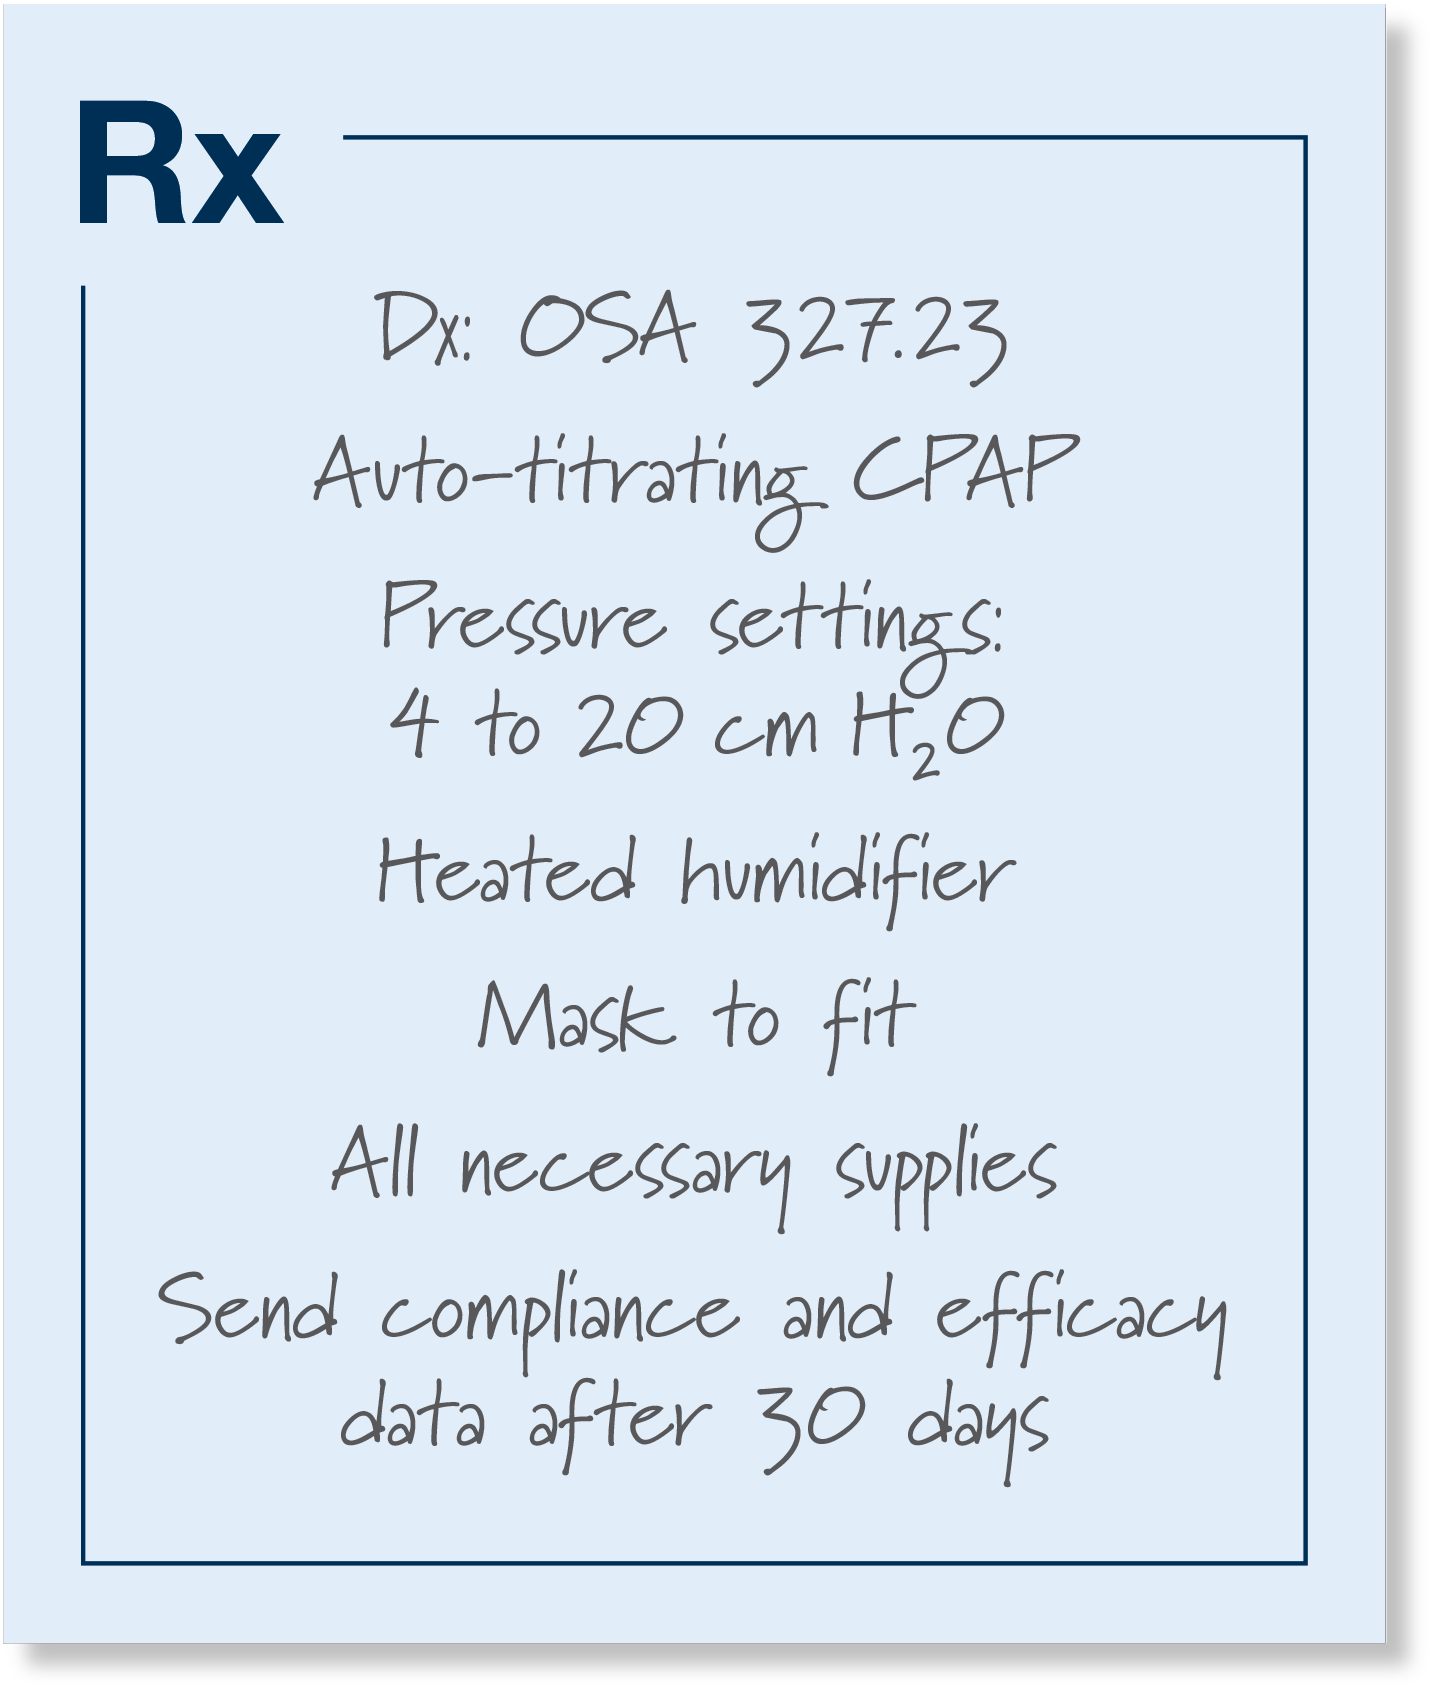 Rx
Dx: OSA 327.23
Auto-titrating CPAP
Pressure settings:
4 to 20 cm H₂O
Heated humidifier
Mask to fit
All necessary supplies
Send compliance and efficacy
data after 30 days